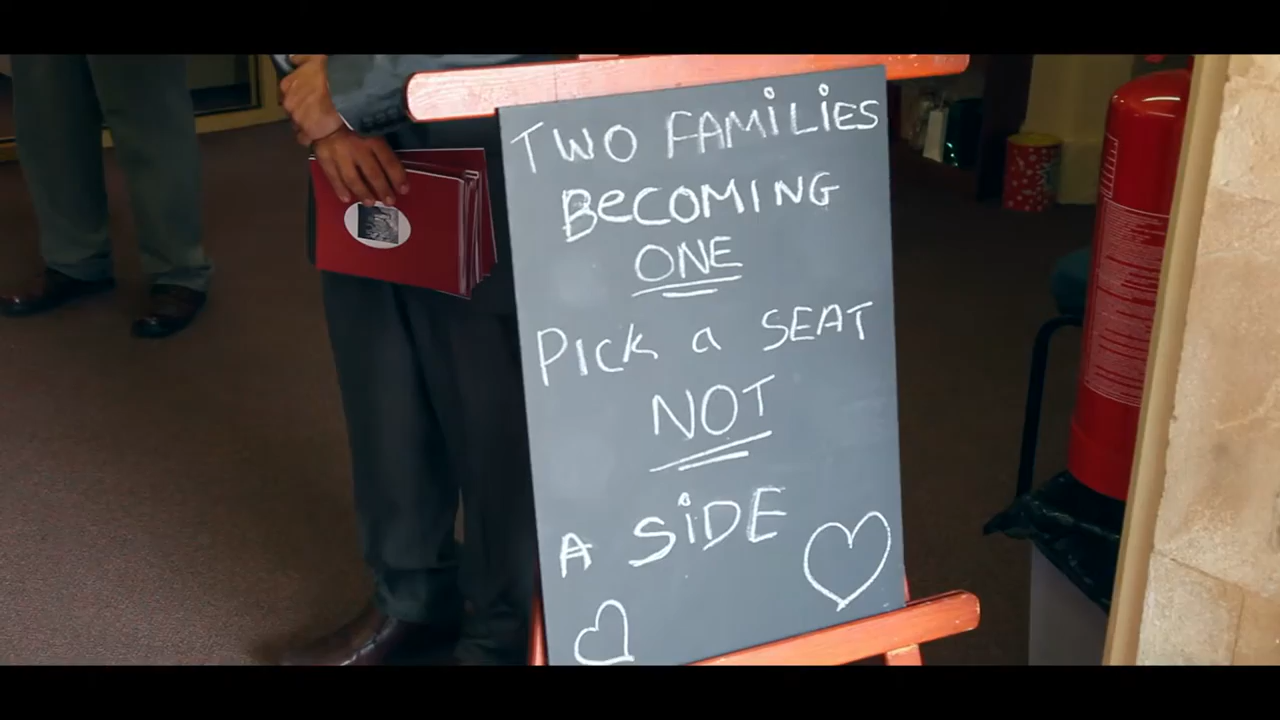 TWO FAMiLiES
BeCOMING
ONE
Pick a SEAT
NOT
A SiDE